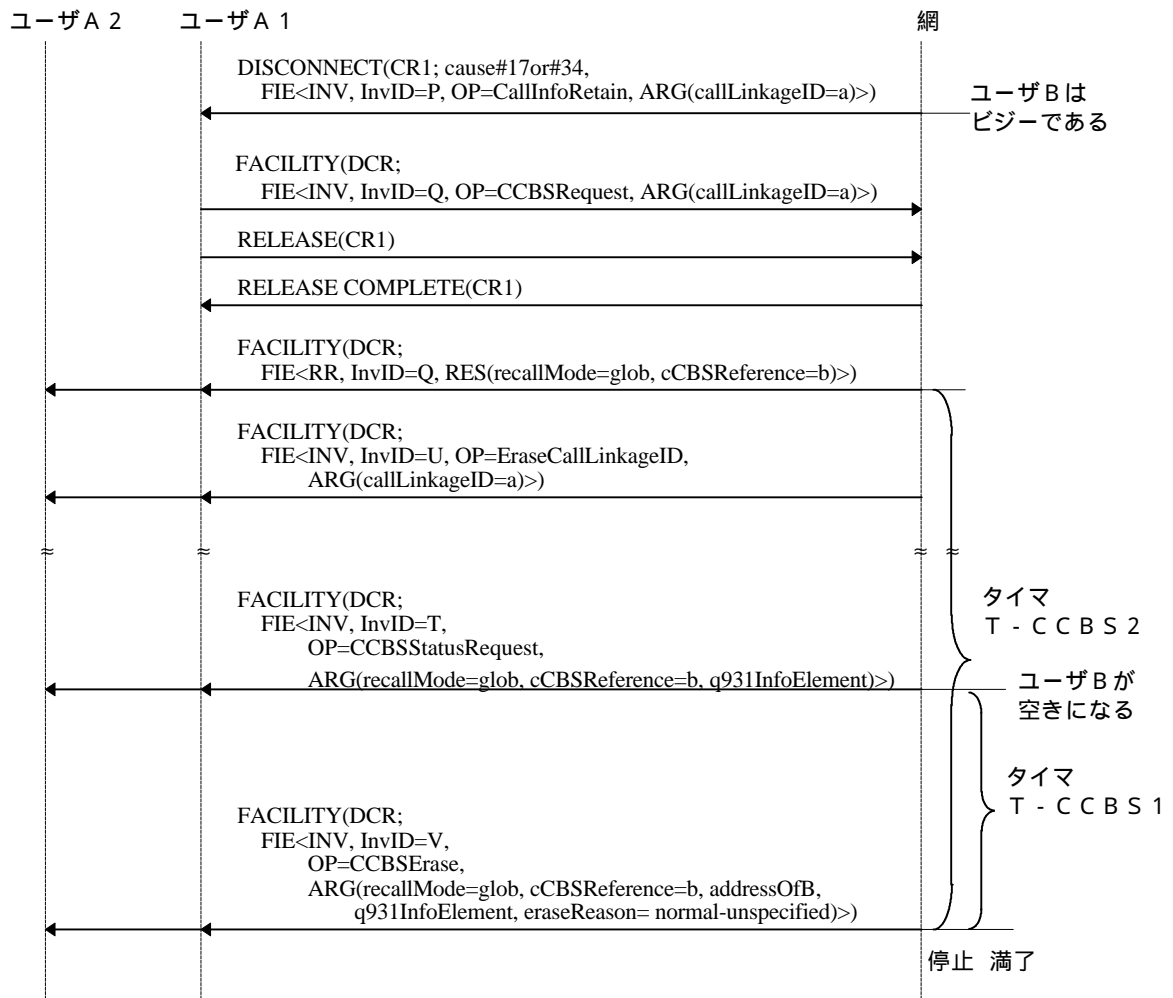 ユーザＡ２
ユーザＡ１
網
DISCONNECT(CR1; cause#17or#34,
FIE<INV, InvID=P, OP=CallInfoRetain, ARG(callLinkageID=a)>)
ユーザＢは
ビジーである
FACILITY(DCR;
FIE<INV, InvID=Q, OP=CCBSRequest, ARG(callLinkageID=a)>)
RELEASE(CR1)
RELEASE COMPLETE(CR1)
FACILITY(DCR;
FIE<RR, InvID=Q, RES(recallMode=glob, cCBSReference=b)>)
FACILITY(DCR;
FIE<INV, InvID=U, OP=EraseCallLinkageID,
ARG(callLinkageID=a)>)
≈ ≈ ≈ ≈
タイマ
Ｔ‐ＣＣＢＳ２
FACILITY(DCR;
FIE<INV, InvID=T,
OP=CCBSStatusRequest,
ARG(recallMode=glob, cCBSReference=b, q931InfoElement)>)
ユーザＢが
空きになる
タイマ
Ｔ‐ＣＣＢＳ１
FACILITY(DCR;
FIE<INV, InvID=V,
OP=CCBSErase,
ARG(recallMode=glob, cCBSReference=b, addressOfB,
q931InfoElement, eraseReason= normal-unspecified)>)
停止 満了